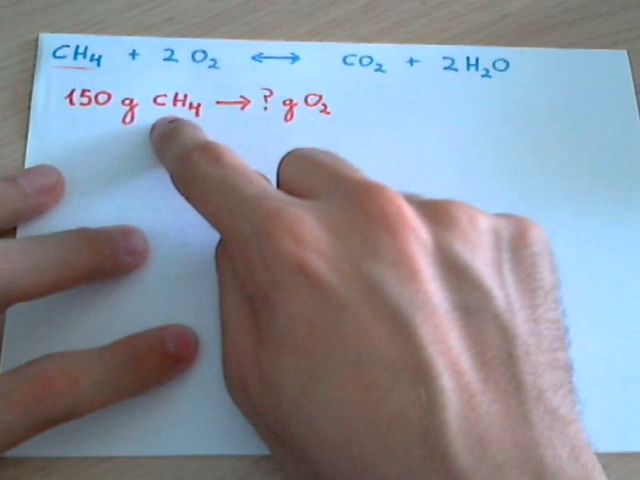 CH₄ + 2 O₂ ⟷ CO₂ + 2 H₂O
150 g CH₄ → ? g O₂